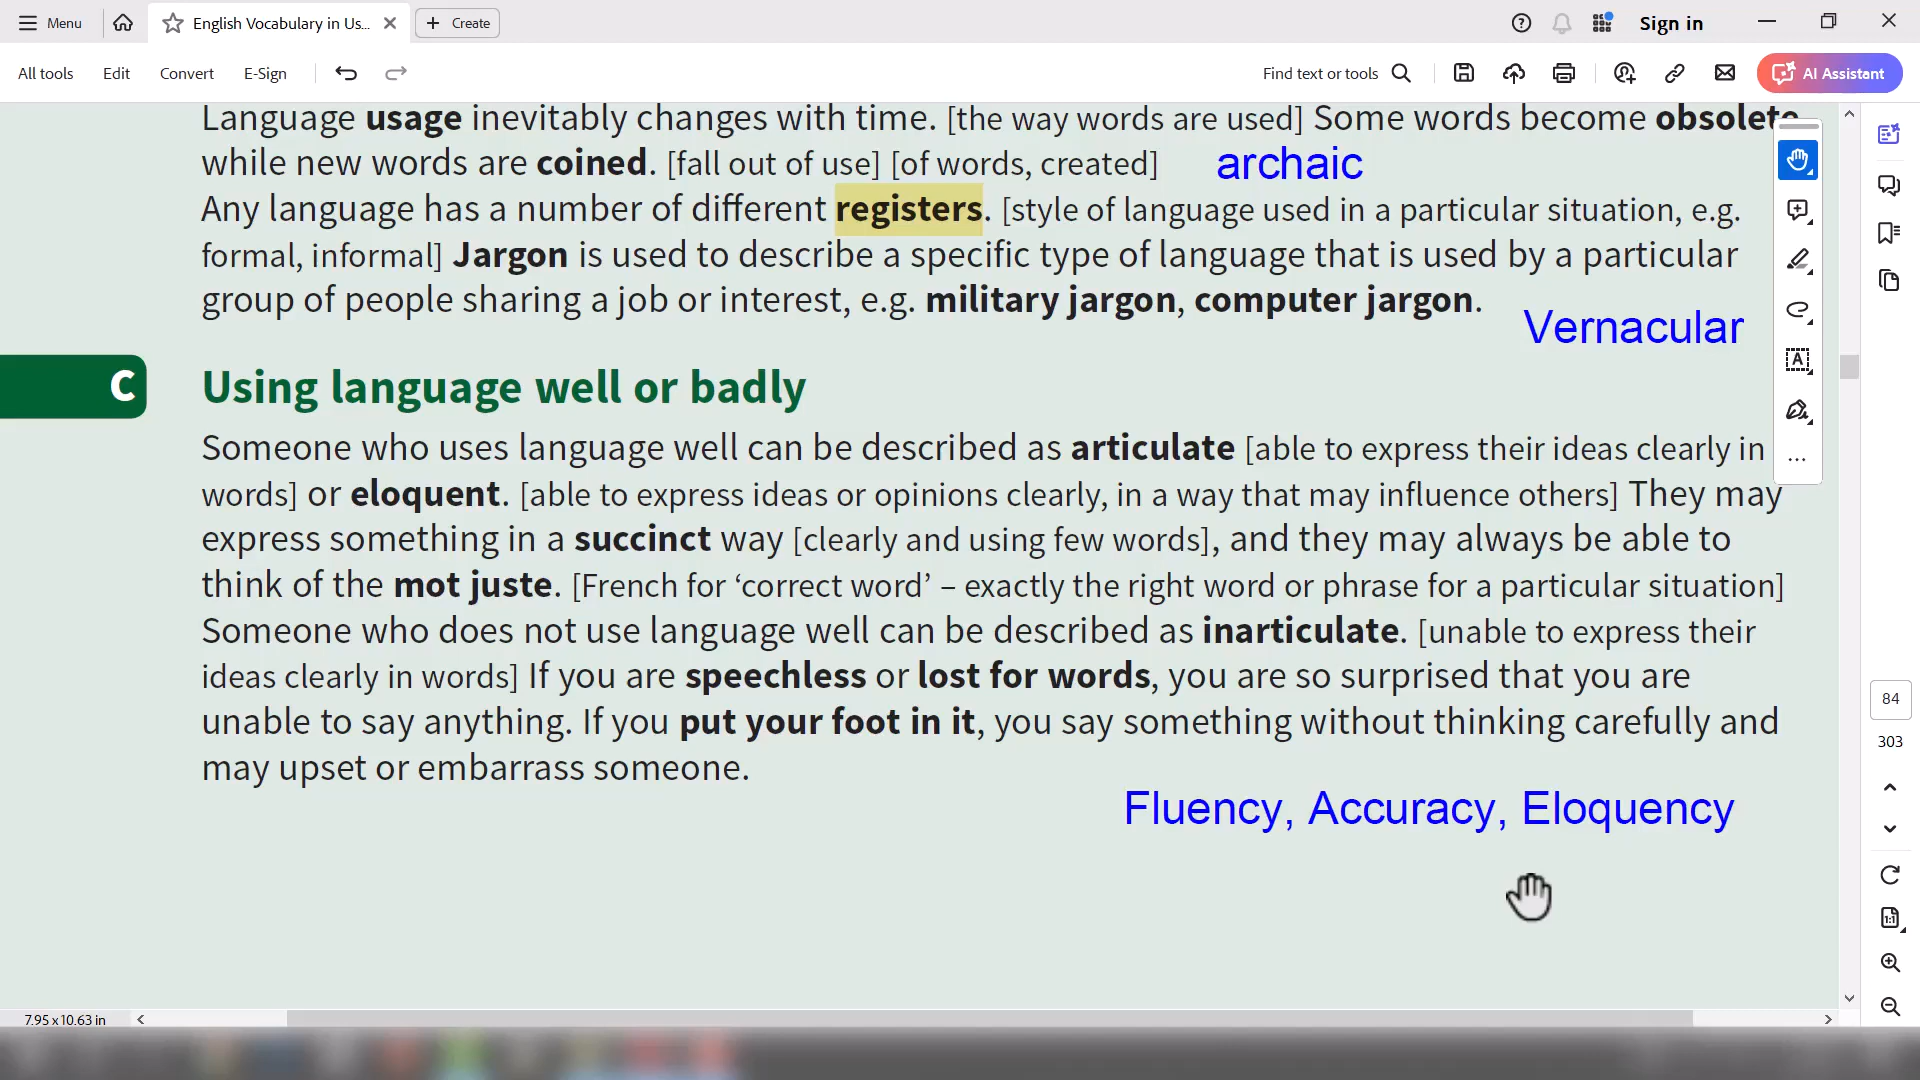 Menu
English Vocabulary in Us...
Create
Sign in
All tools
Edit
Convert
E-Sign
Find text or tools
AI Assistant
Language usage inevitably changes with time. [the way words are used] Some words become obsolete
while new words are coined. [fall out of use] [of words, created]
archaic
Any language has a number of different registers. [style of language used in a particular situation, e.g.
formal, informal] Jargon is used to describe a specific type of language that is used by a particular
group of people sharing a job or interest, e.g. military jargon, computer jargon.
Vernacular
C
Using language well or badly
Someone who uses language well can be described as articulate [able to express their ideas clearly in
words] or eloquent. [able to express ideas or opinions clearly, in a way that may influence others] They may
express something in a succinct way [clearly and using few words], and they may always be able to
think of the mot juste. [French for ‘correct word’ – exactly the right word or phrase for a particular situation]
Someone who does not use language well can be described as inarticulate. [unable to express their
ideas clearly in words] If you are speechless or lost for words, you are so surprised that you are
unable to say anything. If you put your foot in it, you say something without thinking carefully and
may upset or embarrass someone.
Fluency, Accuracy, Eloquency
84
303
7.95 x 10.63 in